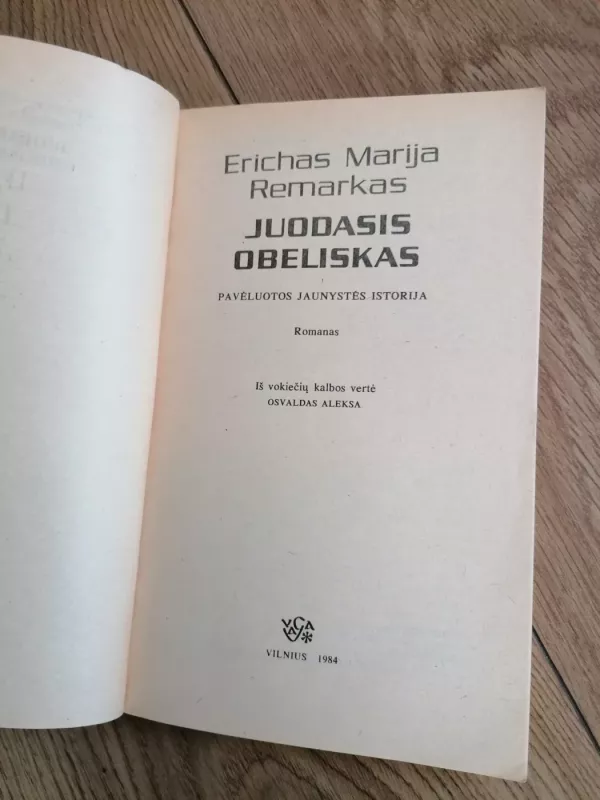 Erichas Marija
Remarkas
JUODASIS
OBELISKAS
PAVĖLUOTOS JAUNYSTĖS ISTORIJA
Romanas
Iš vokiečių kalbos vertė
OSVALDAS ALEKSA
VILNIUS 1984